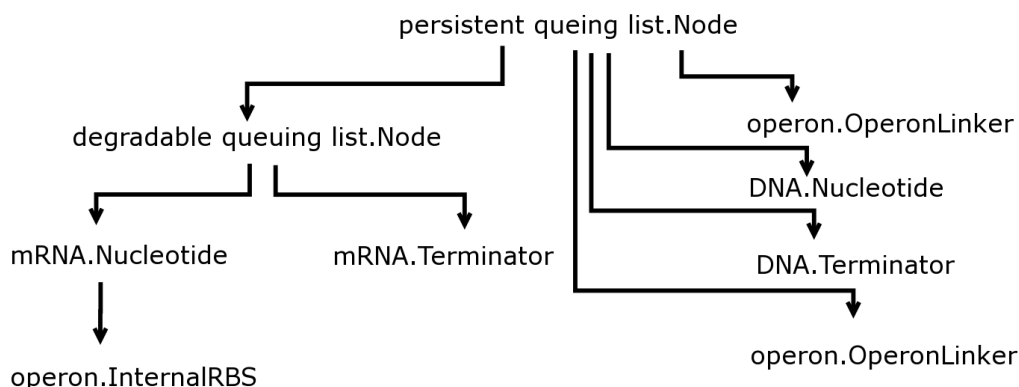 persistent queing list.Node
operon.OperonLinker
degradable queuing list.Node
DNA.Nucleotide
mRNA.Nucleotide
mRNA.Terminator
DNA.Terminator
operon.OperonLinker
operon.InternalRBS